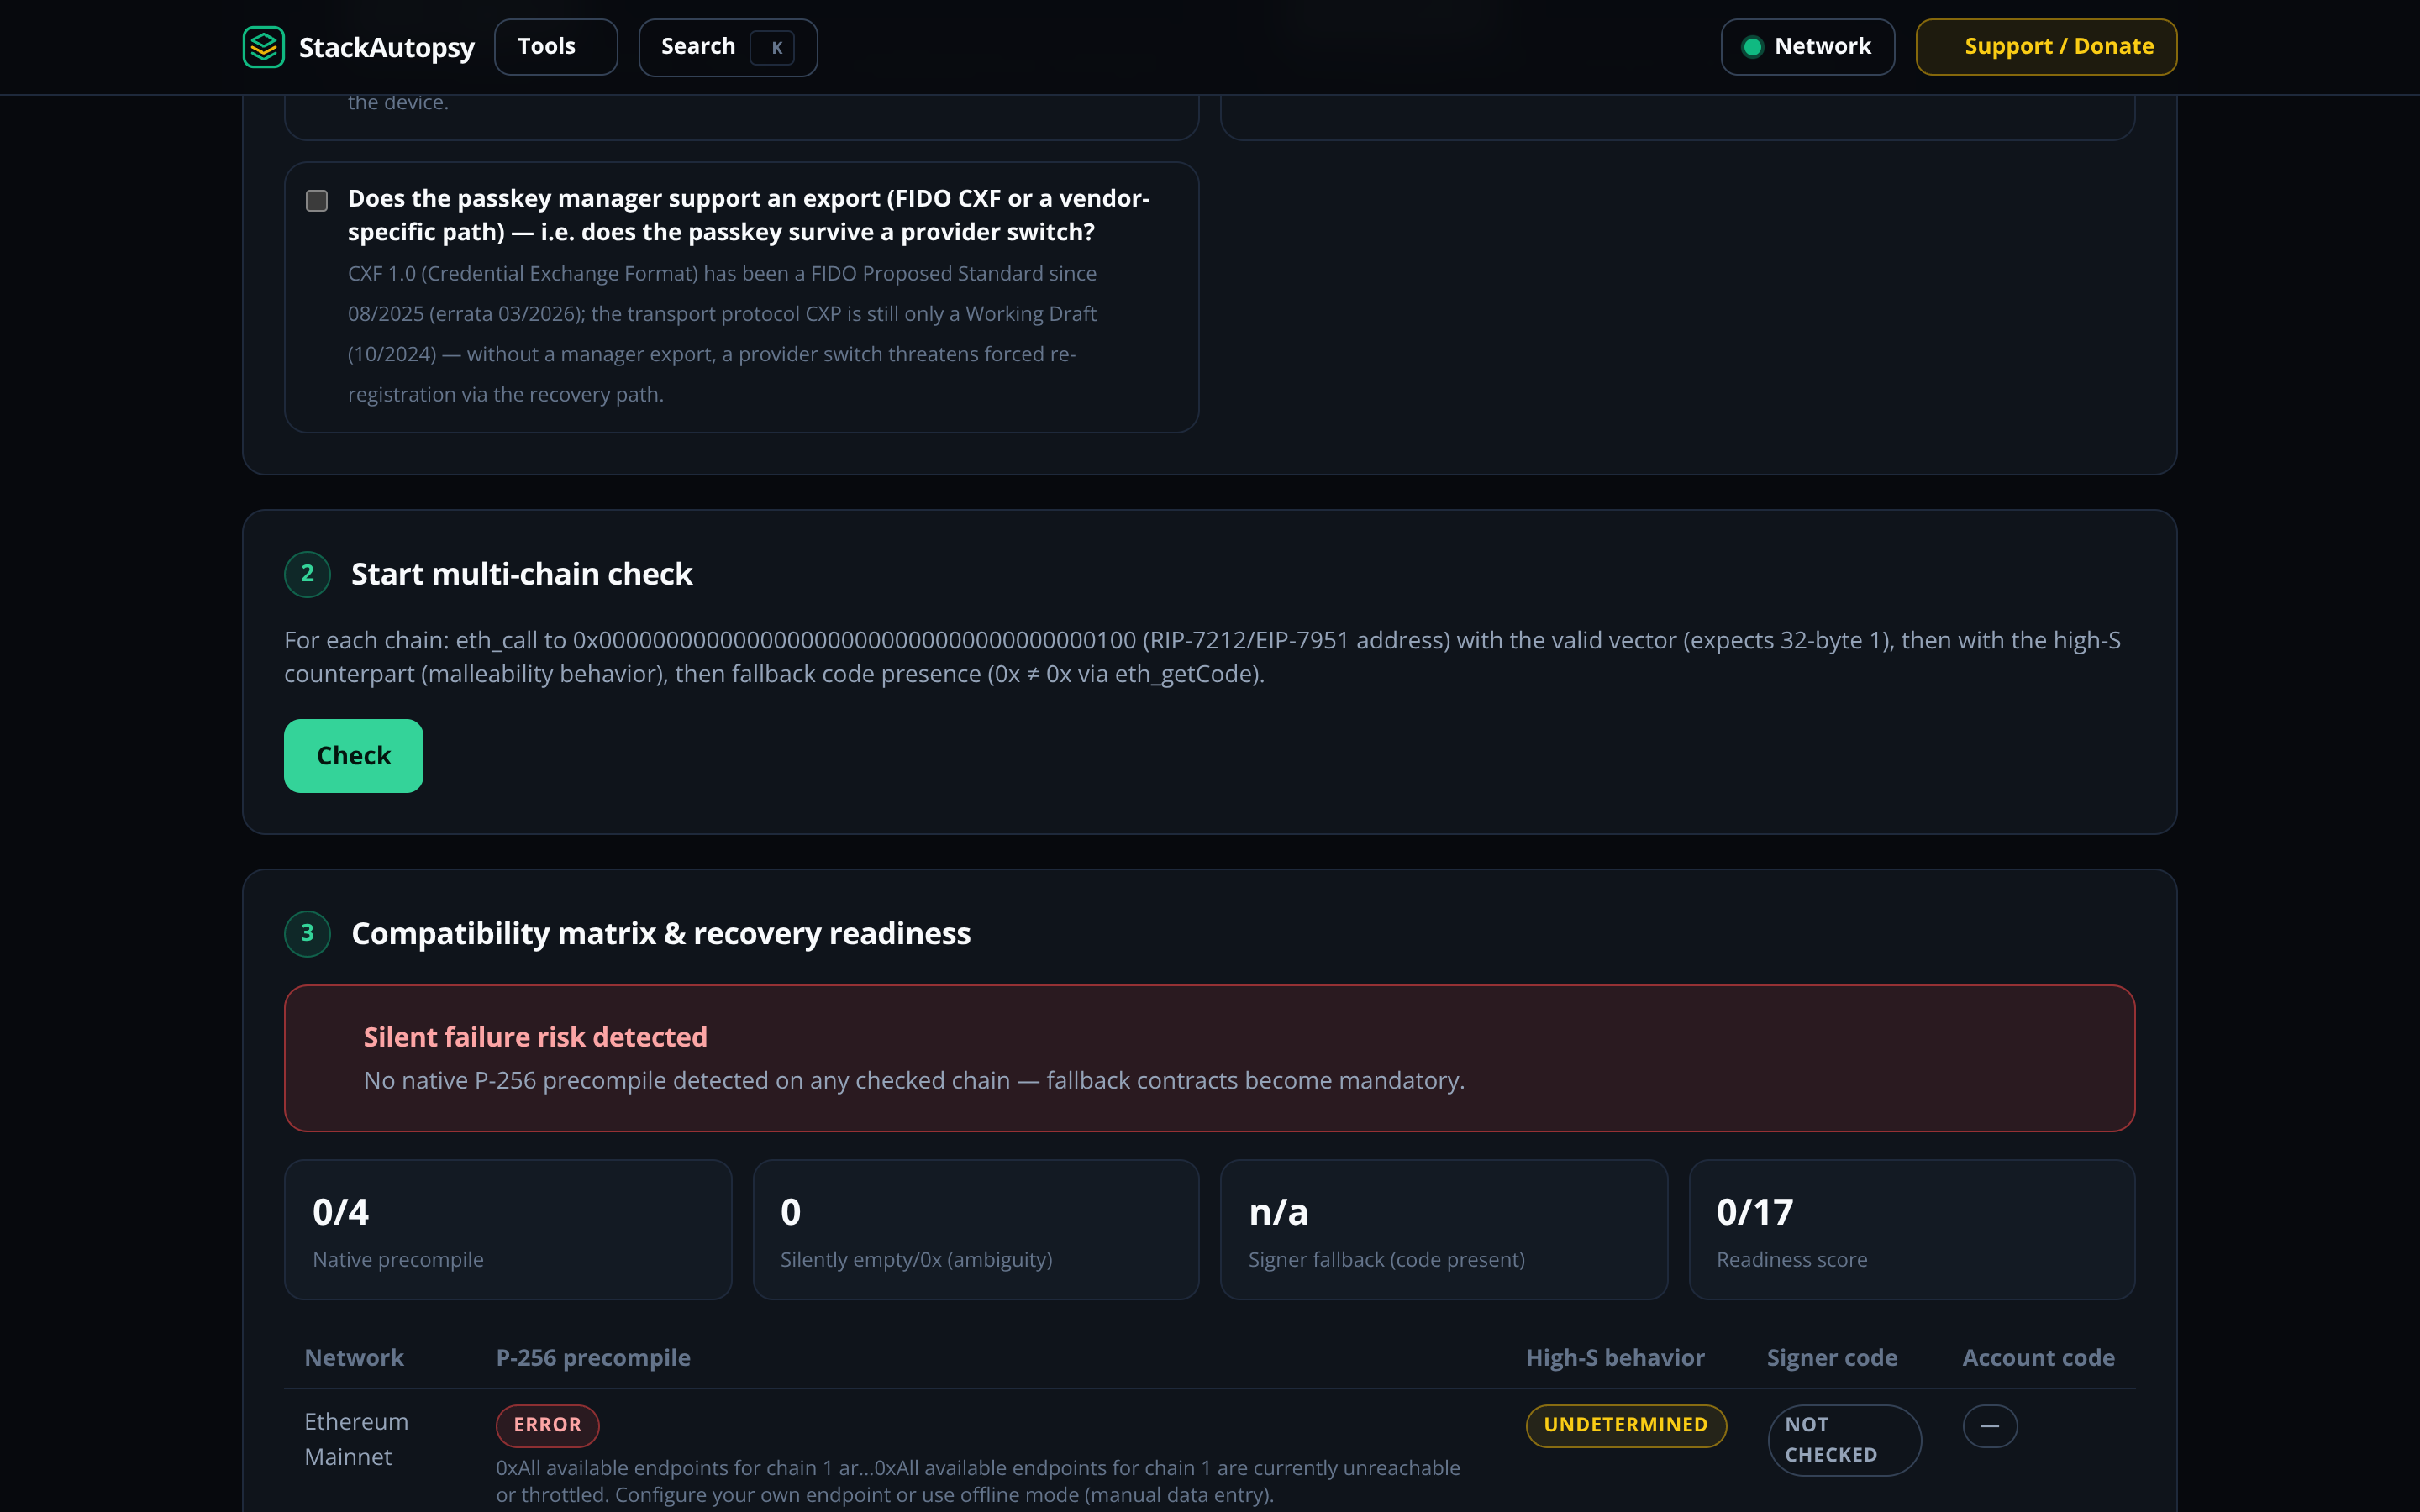 StackAutopsy
Tools
Search K
Network
Support / Donate
the device.
Does the passkey manager support an export (FIDO CXF or a vendor-
specific path) — i.e. does the passkey survive a provider switch?
CXF 1.0 (Credential Exchange Format) has been a FIDO Proposed Standard since
08/2025 (errata 03/2026); the transport protocol CXP is still only a Working Draft
(10/2024) — without a manager export, a provider switch threatens forced re-
registration via the recovery path.
2 Start multi-chain check
For each chain: eth_call to 0x0000000000000000000000000000000000000100 (RIP-7212/EIP-7951 address) with the valid vector (expects 32-byte 1), then with the high-S
counterpart (malleability behavior), then fallback code presence (0x ≠ 0x via eth_getCode).
Check
3 Compatibility matrix & recovery readiness
Silent failure risk detected
No native P-256 precompile detected on any checked chain — fallback contracts become mandatory.
0/4
Native precompile
0
Silently empty/0x (ambiguity)
n/a
Signer fallback (code present)
0/17
Readiness score
Network P-256 precompile High-S behavior Signer code Account code
Ethereum
Mainnet
ERROR
0xAll available endpoints for chain 1 ar...0xAll available endpoints for chain 1 are currently unreachable
or throttled. Configure your own endpoint or use offline mode (manual data entry).
UNDETERMINED
NOT
CHECKED
—